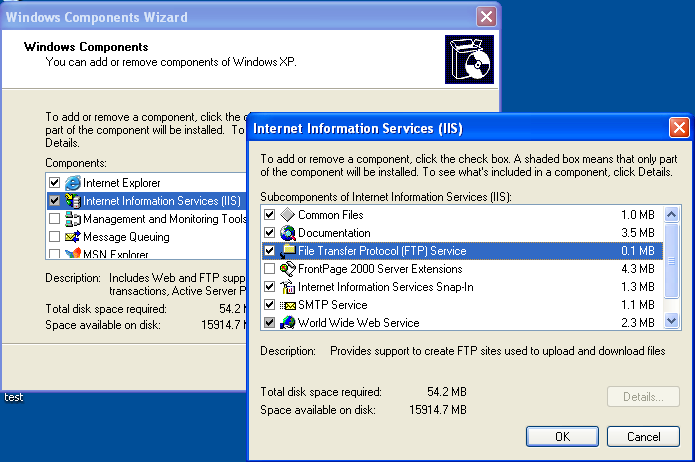 Windows Components Wizard
Windows Components
You can add or remove components of Windows XP.
To add or remove a component, click the c
part of the component will be installed. To
Details.
Components:
Internet Explorer
Internet Information Services (IIS)
Management and Monitoring Tools
Message Queuing
MSN Explorer
Description: Includes Web and FTP supp
transactions, Active Server P
Total disk space required: 54.2
Space available on disk: 15914.7
test
Internet Information Services (IIS)
To add or remove a component, click the check box. A shaded box means that only part
of the component will be installed. To see what's included in a component, click Details.
Subcomponents of Internet Information Services (IIS):
Common Files 1.0 MB
Documentation 3.5 MB
File Transfer Protocol (FTP) Service 0.1 MB
FrontPage 2000 Server Extensions 4.3 MB
Internet Information Services Snap-In 1.3 MB
SMTP Service 1.1 MB
World Wide Web Service 2.3 MB
Description: Provides support to create FTP sites used to upload and download files
Total disk space required: 54.2 MB
Space available on disk: 15914.7 MB
Details...
OK
Cancel